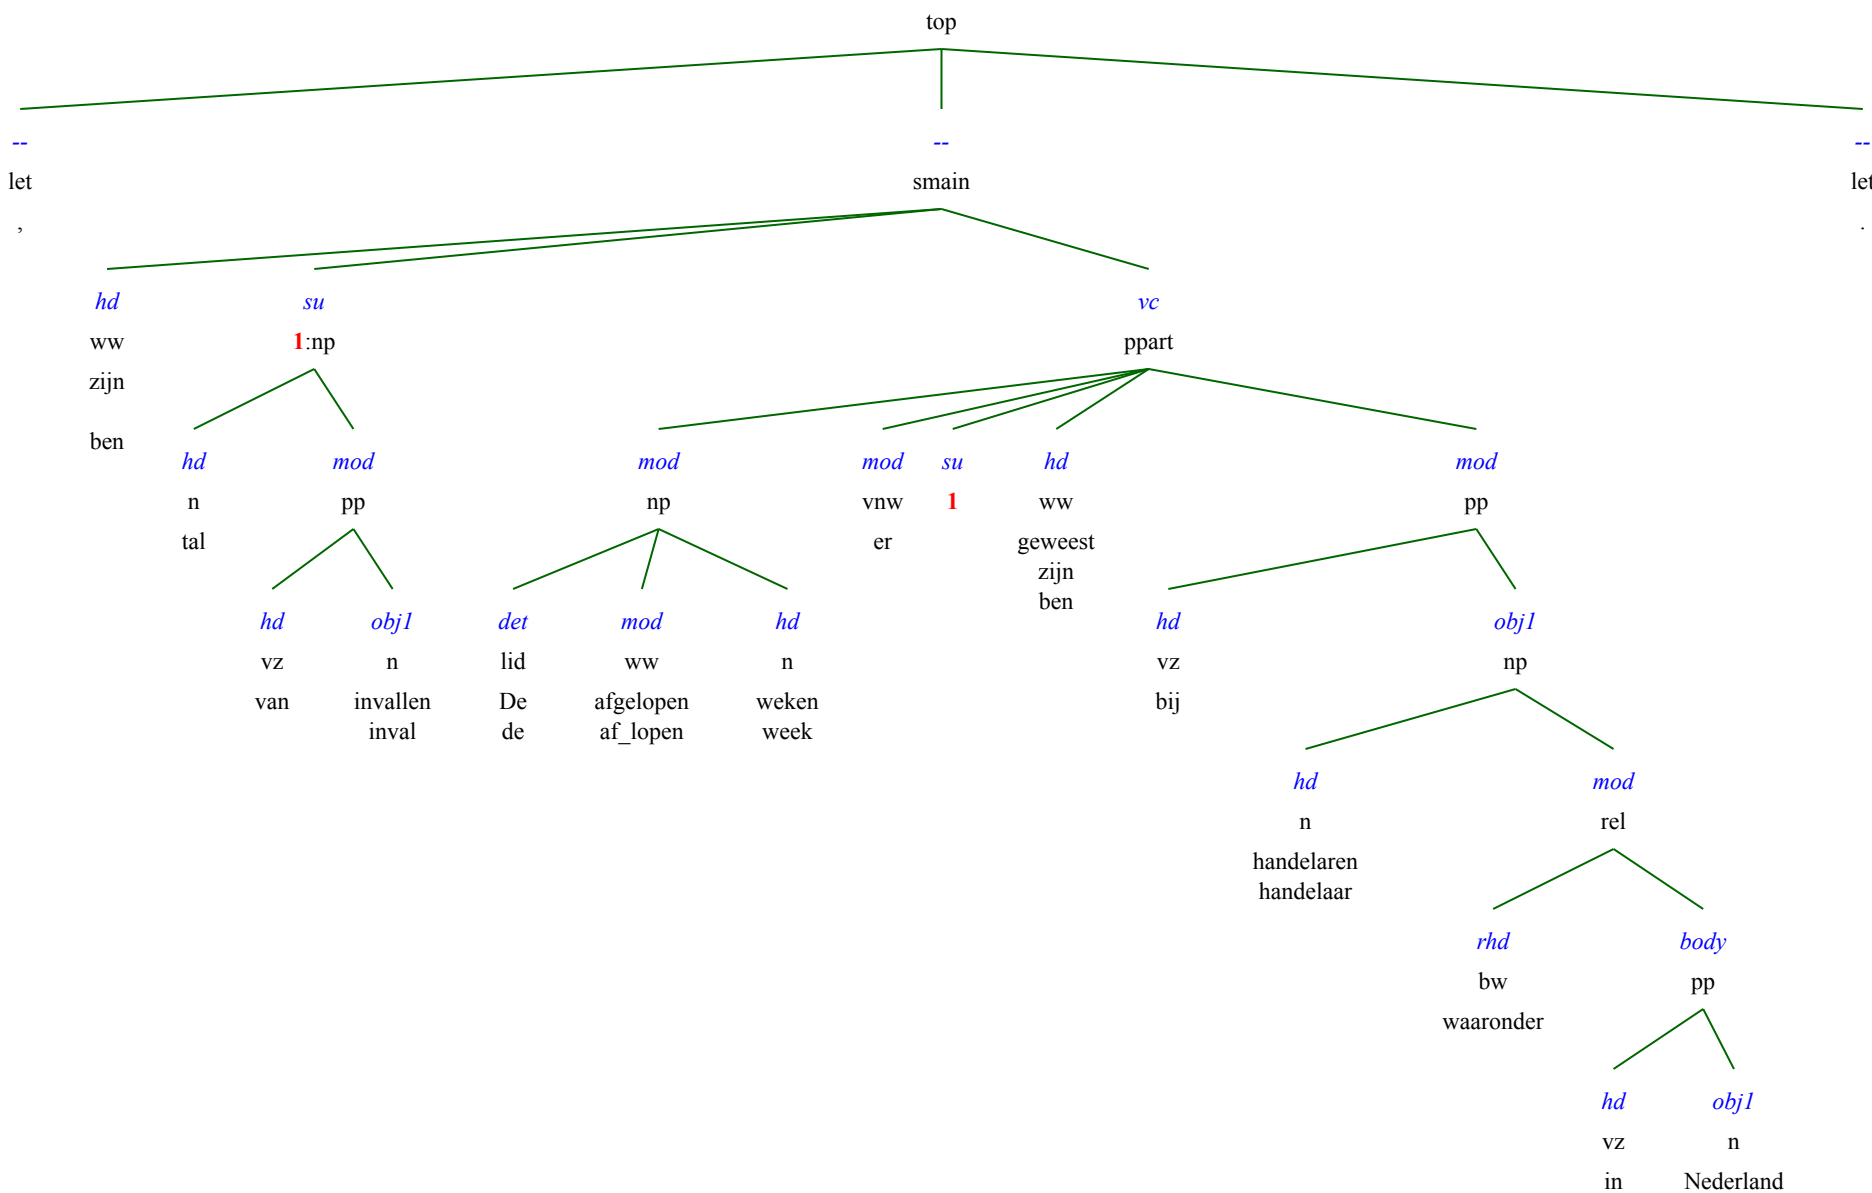 top
-- -- --
let smain let
, .
hd su vc
ww 1:np ppart
zijn
ben
hd mod mod mod su hd mod
n pp np vnw 1 ww pp
tal er geweest
zijn
ben
hd obj1 det mod hd hd obj1
vz n lid ww n vz np
van invallen De afgelopen weken bij
inval de af_lopen week
hd mod
n rel
handelaren
handelaar
rhd body
bw pp
waaronder
hd obj1
vz n
in Nederland